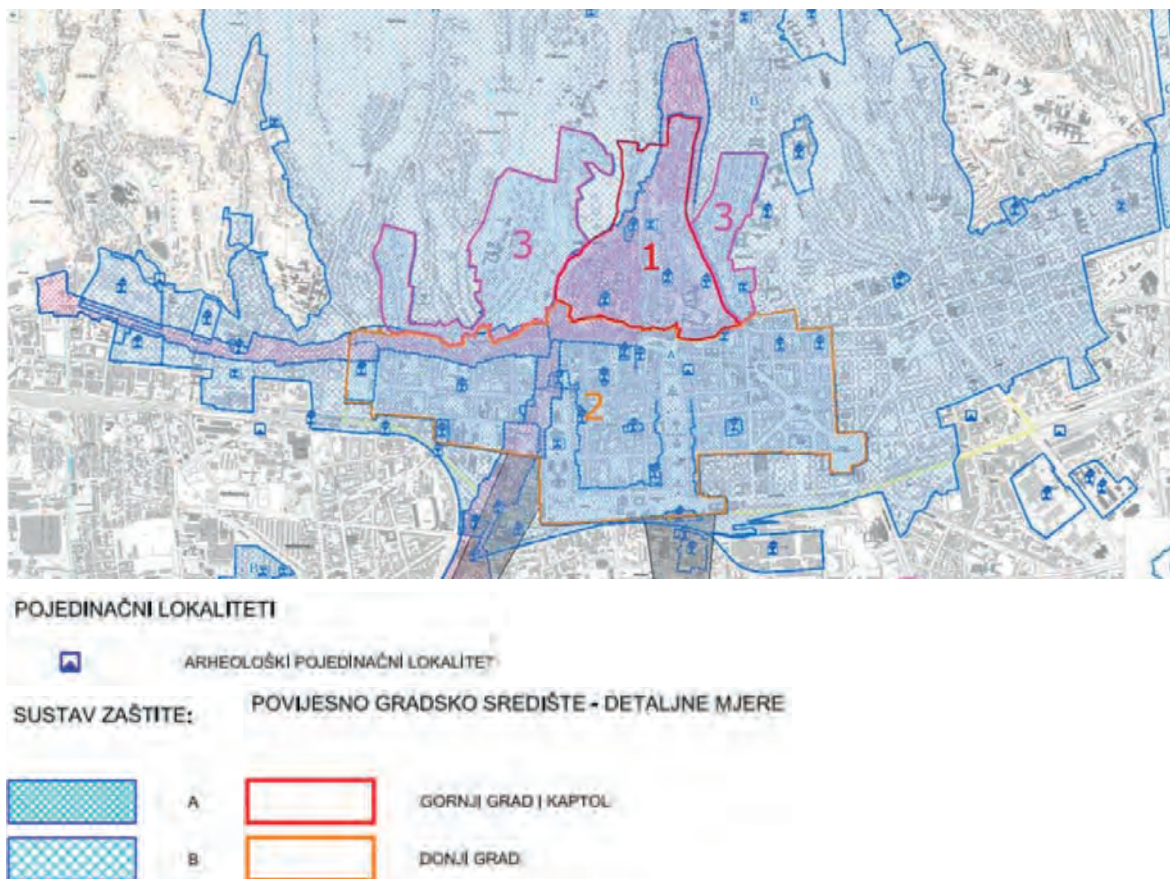 3
1
3
2
A
B
B
POJEDINAČNI LOKALITETI
ARHEOLOŠKI POJEDINAČNI LOKALITET
SUSTAV ZAŠTITE:
POVIJESNO GRADSKO SREDIŠTE - DETALJNE MJERE
A
GORNJI GRAD I KAPTOL
B
DONJI GRAD